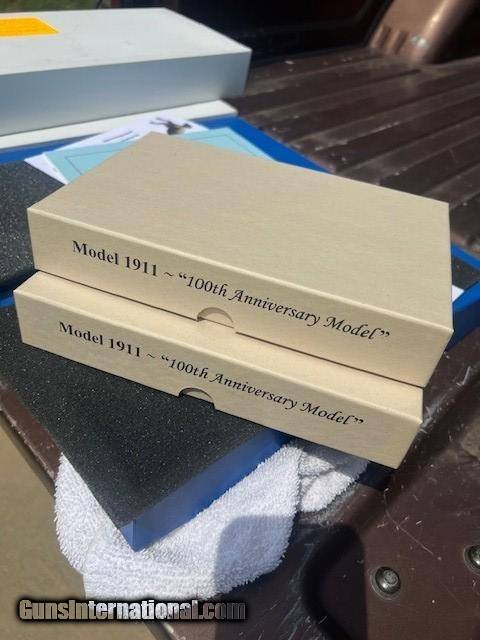 Model 1911 ~ “100th Anniversary Model”
Model 1911 ~ “100th Anniversary Model”
GunsInternational.com